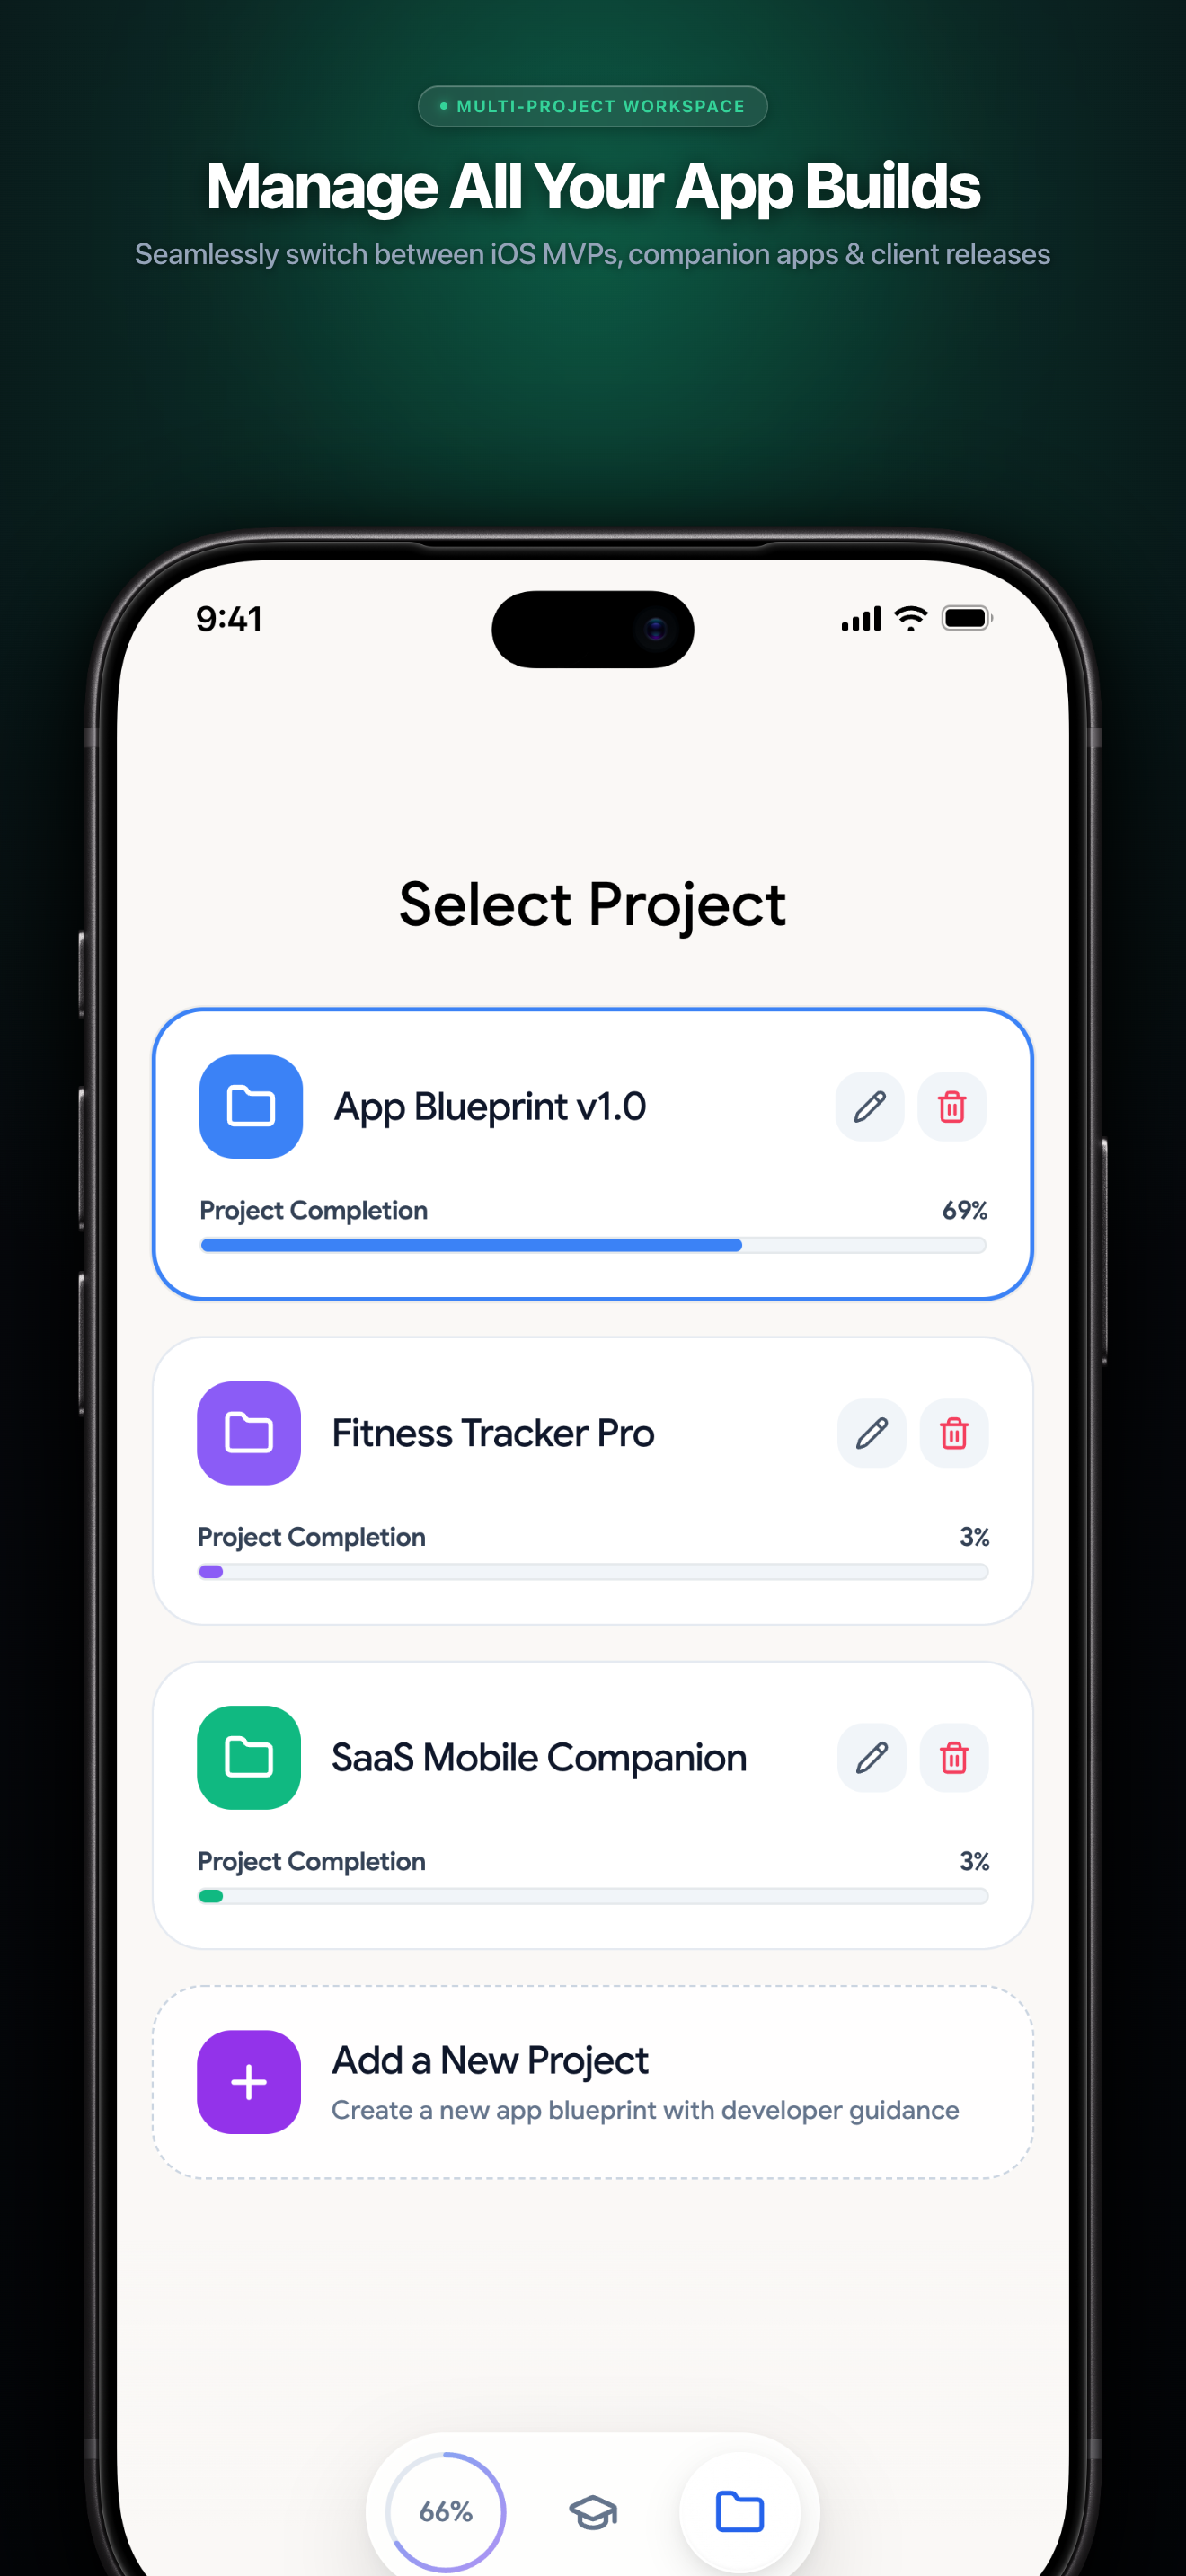 MULTI-PROJECT WORKSPACE
Manage All Your App Builds
Seamlessly switch between iOS MVPs, companion apps & client releases
9:41
Select Project
App Blueprint v1.0
Project Completion 69%
Fitness Tracker Pro
Project Completion 3%
SaaS Mobile Companion
Project Completion 3%
Add a New Project
Create a new app blueprint with developer guidance
66%